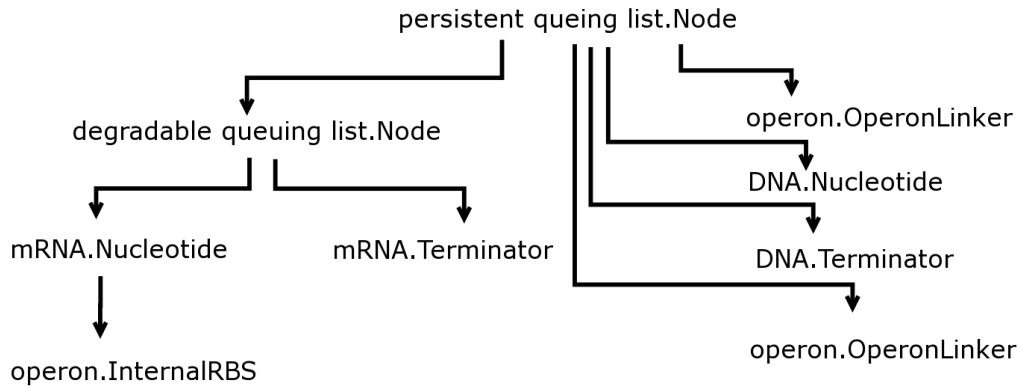 persistent queing list.Node
operon.OperonLinker
degradable queuing list.Node
DNA.Nucleotide
mRNA.Nucleotide
mRNA.Terminator
DNA.Terminator
operon.OperonLinker
operon.InternalRBS